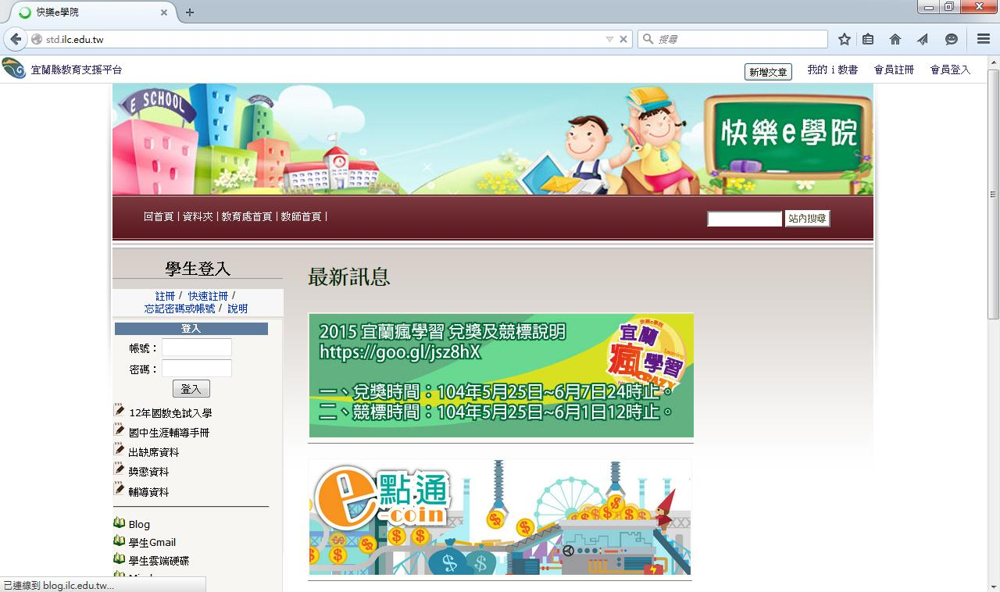 快樂e學院
std.ilc.edu.tw
搜尋
宜蘭縣教育支援平台
新增文章 我的 i 教書 會員註冊 會員登入
E SCHOOL
快樂e學院
回首頁 | 資料夾 | 教育處首頁 | 教師首頁 |
站內搜尋
學生登入
註冊 / 快速註冊 /
忘記密碼或帳號 / 說明
登入
帳號：
密碼：
登入
12年國教免試入學
國中生涯輔導手冊
出缺席資料
獎懲資料
輔導資料
Blog
學生Gmail
學生雲端硬碟
最新訊息
2015 宜蘭瘋學習 兌獎及競標說明
https://goo.gl/jsz8hX
一、兌獎時間：104年5月25日~6月7日24時止。
二、競標時間：104年5月25日~6月1日12時止。
快樂e學院
宜蘭
Learning
瘋學習
CRAZY
e點通
e-coin
已連線到 blog.ilc.edu.tw...